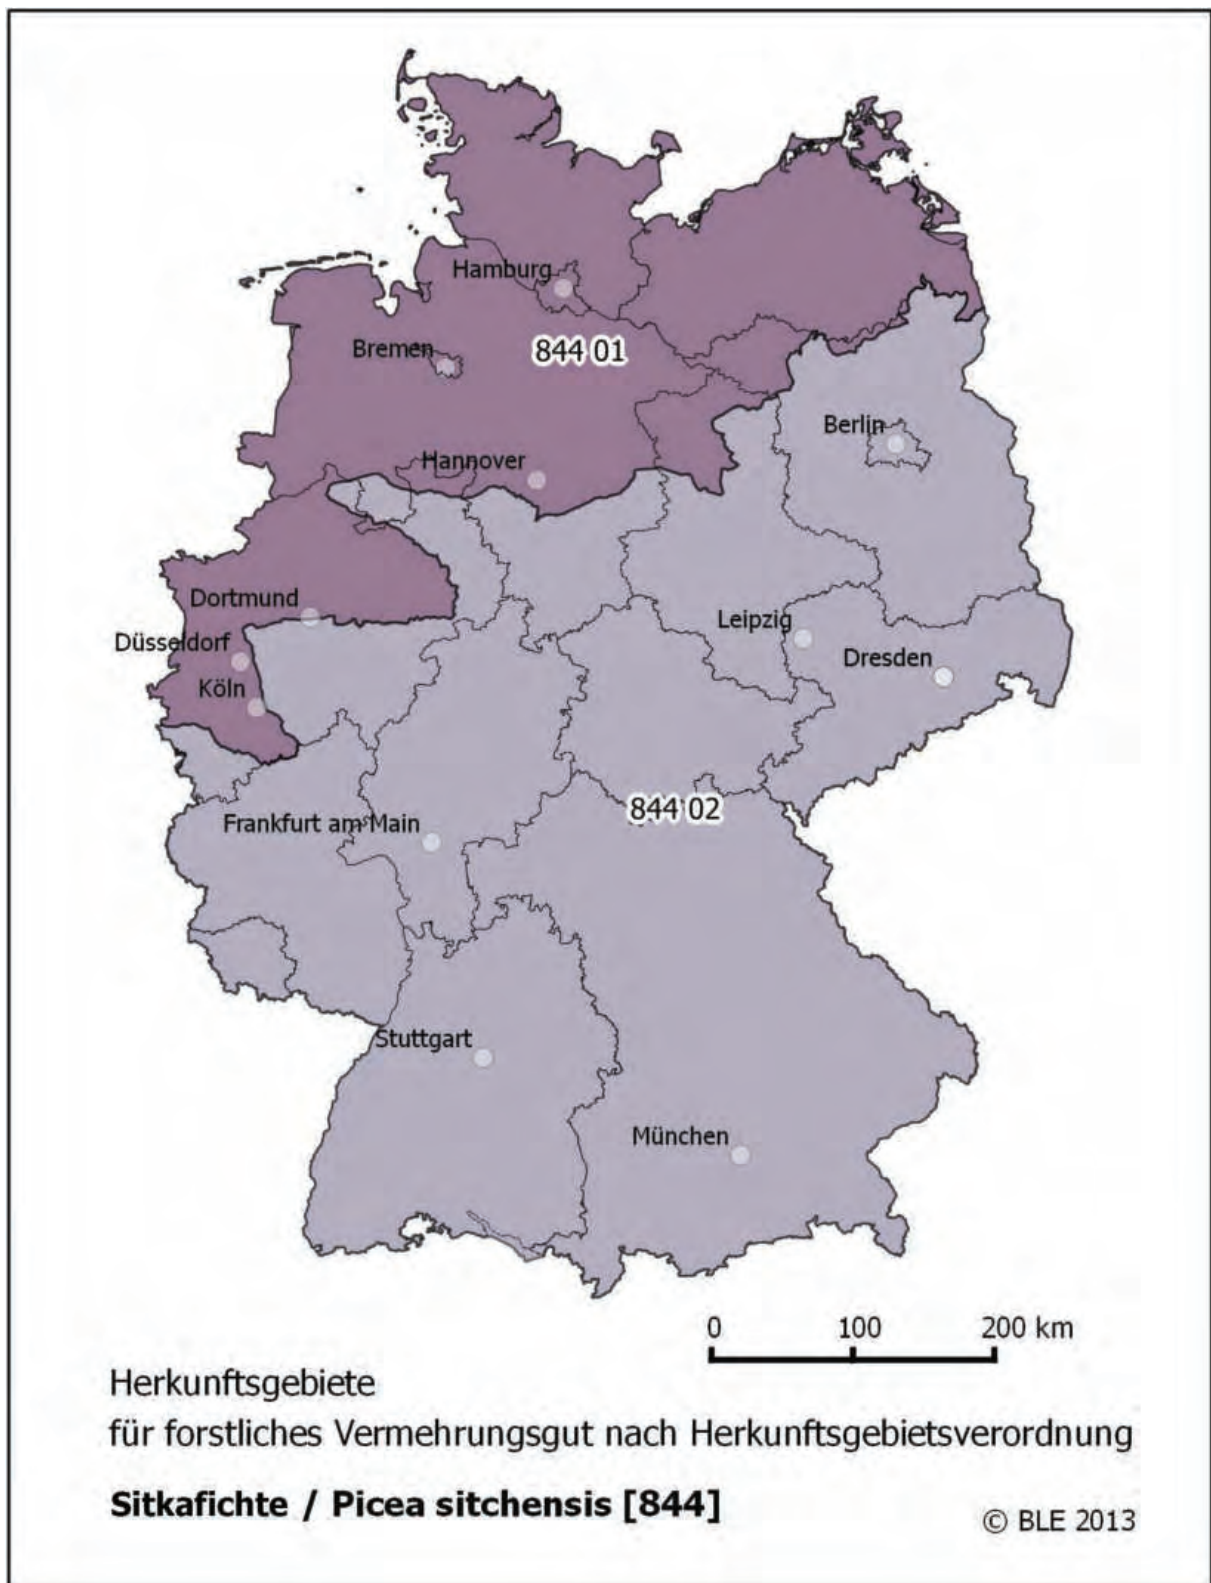 Hamburg
Bremen
844 01
Berlin
Hannover
Dortmund
Leipzig
Düsseldorf
Dresden
Köln
844 02
Frankfurt am Main
Stuttgart
München
0 100 200 km
Herkunftsgebiete
für forstliches Vermehrungsgut nach Herkunftsgebietsverordnung
Sitkafichte / Picea sitchensis [844]
© BLE 2013